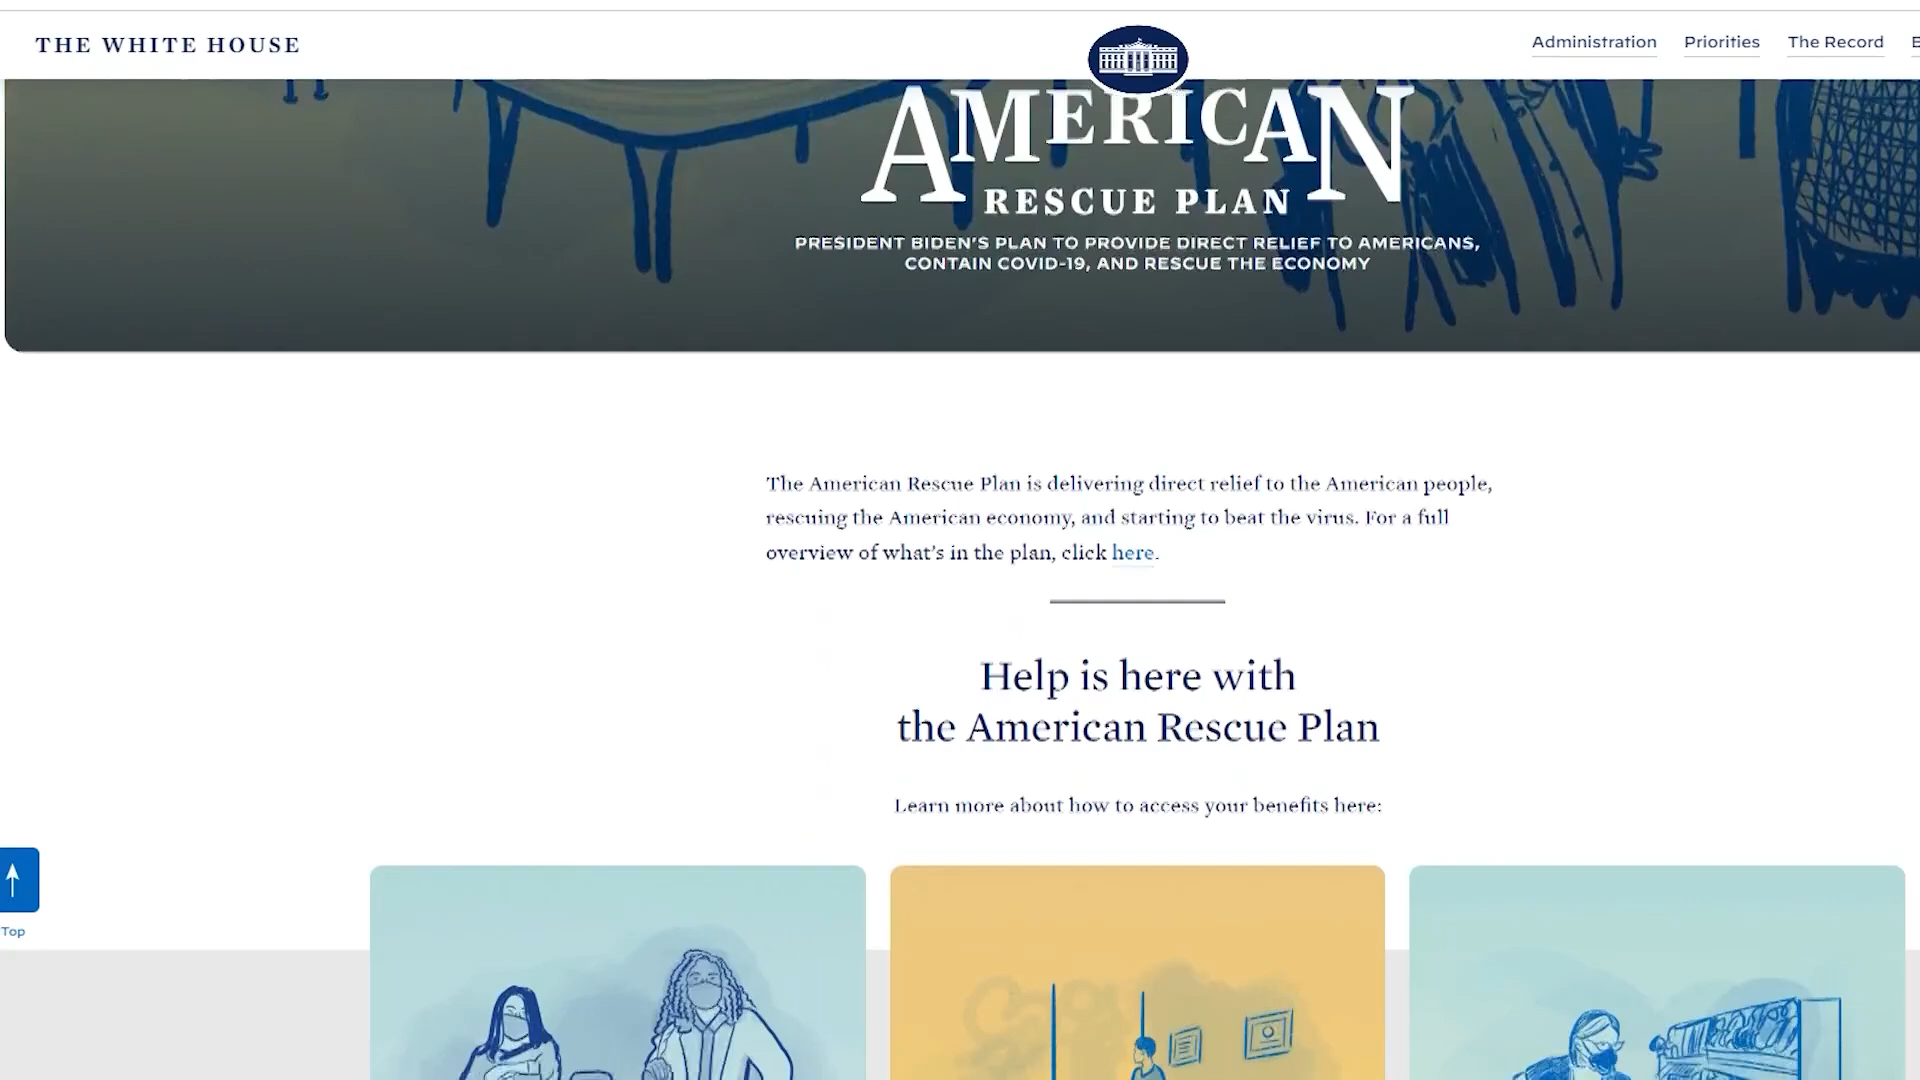 THE WHITE HOUSE
Administration
Priorities
The Record
AMERICAN
RESCUE PLAN
PRESIDENT BIDEN'S PLAN TO PROVIDE DIRECT RELIEF TO AMERICANS,
CONTAIN COVID-19, AND RESCUE THE ECONOMY
The American Rescue Plan is delivering direct relief to the American people,
rescuing the American economy, and starting to beat the virus. For a full
overview of what's in the plan, click here.
Help is here with
the American Rescue Plan
Learn more about how to access your benefits here:
Top